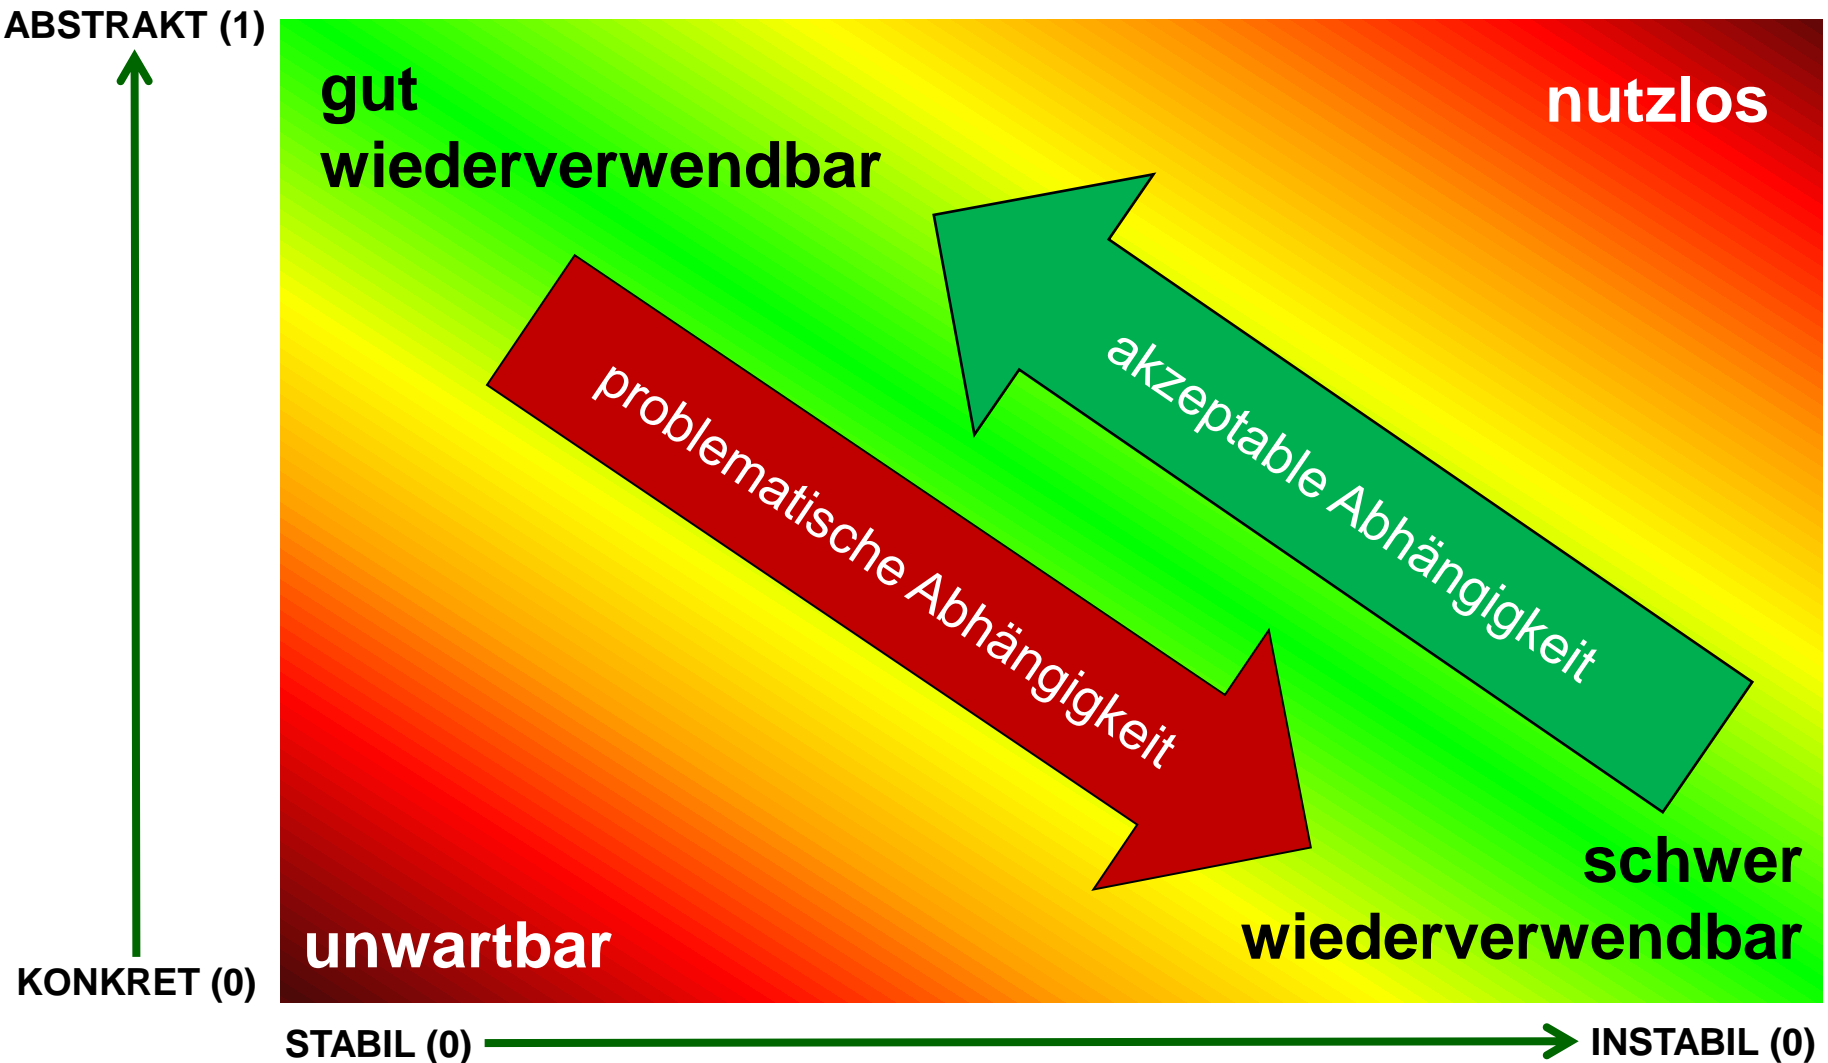 ABSTRAKT (1)
gut
wiederverwendbar
nutzlos
akzeptable Abhängigkeit
problematische Abhängigkeit
schwer
wiederverwendbar
unwartbar
KONKRET (0)
STABIL (0)
INSTABIL (0)